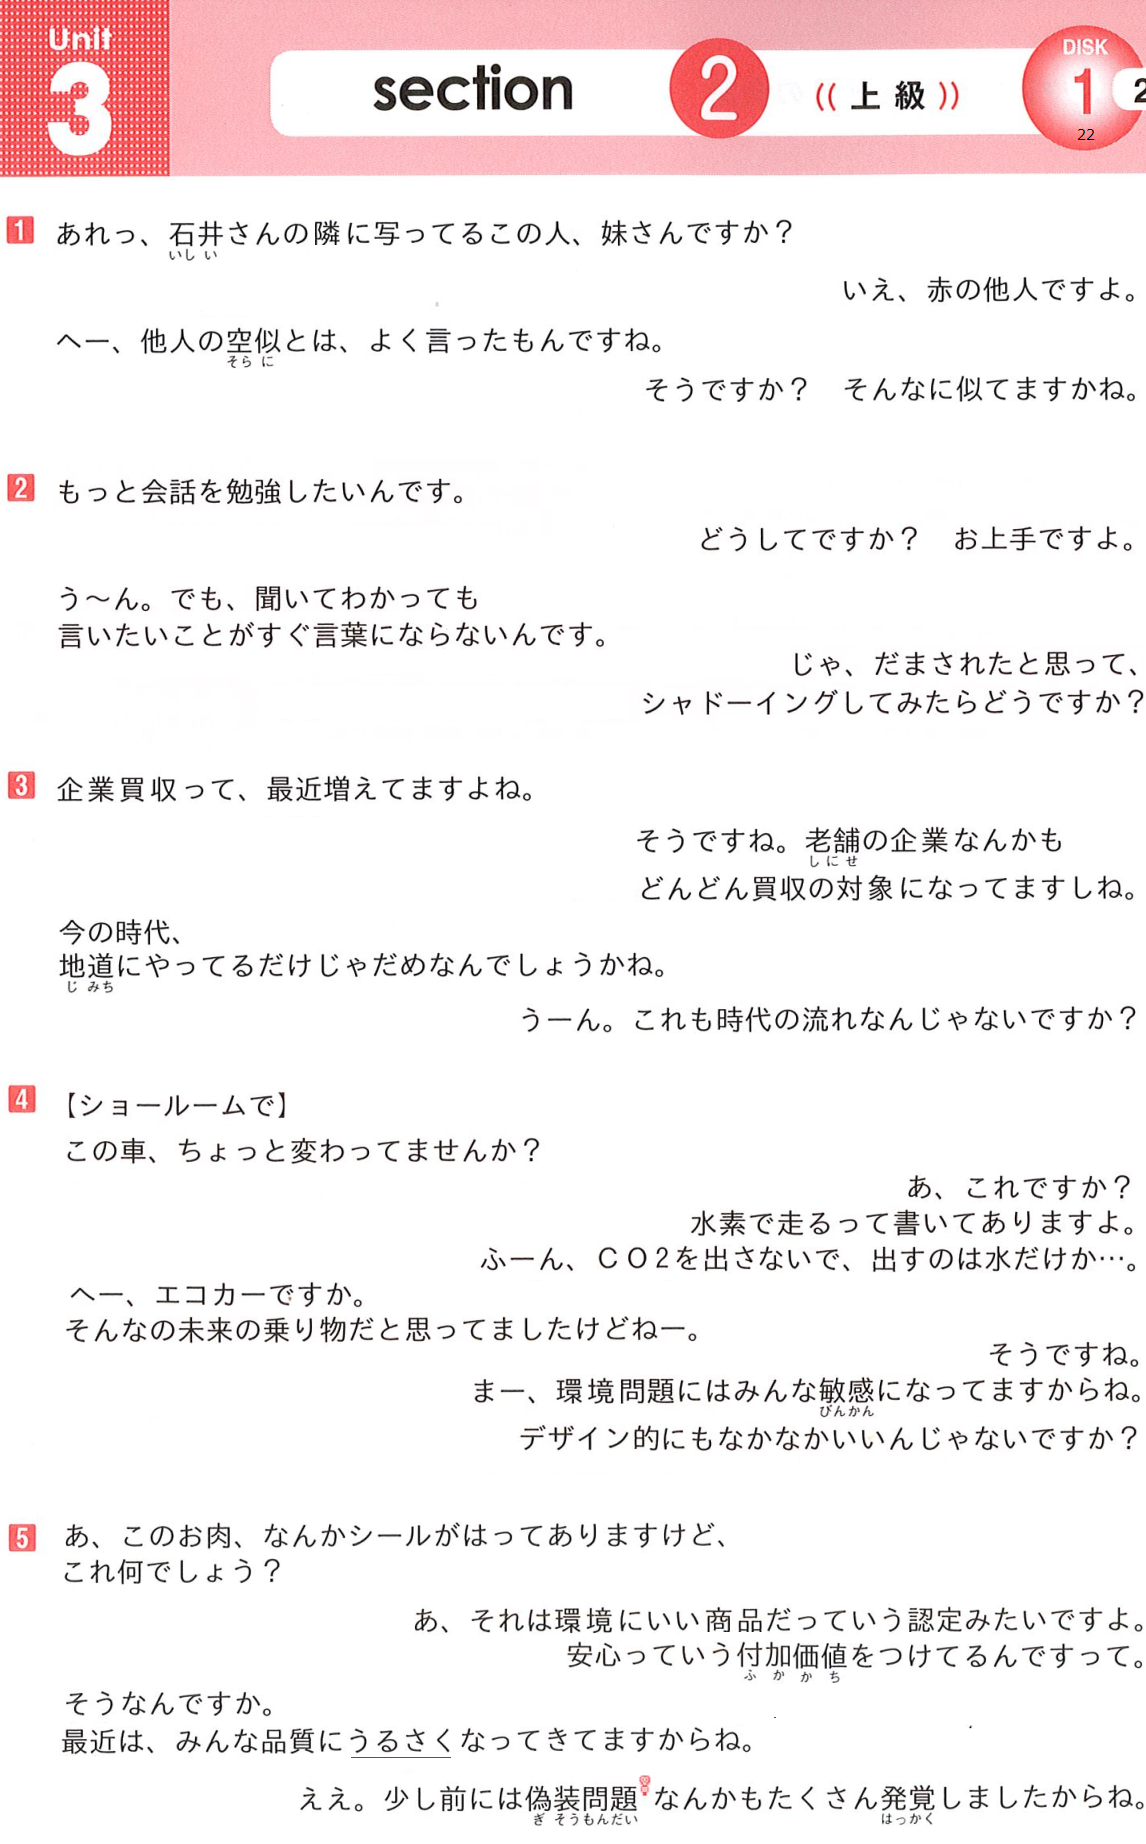 Unit
3
section 2 《上級》
DISK
1
2
22
1 あれっ、石井さんの隣に写ってるこの人、妹さんですか？
いし い
いえ、赤の他人ですよ。
へー、他人の空似とは、よく言ったもんですね。
そら に
そうですか？　そんなに似てますかね。
2 もっと会話を勉強したいんです。
どうしてですか？　お上手ですよ。
う～ん。でも、聞いてわかっても
言いたいことがすぐ言葉にならないんです。
じゃ、だまされたと思って、
シャドーイングしてみたらどうですか？
3 企業買収って、最近増えてますよね。
そうですね。老舗の企業なんかも
しにせ
どんどん買収の対象になってますしね。
今の時代、
地道にやってるだけじゃだめなんでしょうかね。
じ みち
うーん。これも時代の流れなんじゃないですか？
4 【ショールームで】
この車、ちょっと変わってませんか？
あ、これですか？
水素で走るって書いてありますよ。
ふーん、ＣＯ2を出さないで、出すのは水だけか…。
へー、エコカーですか。
そんなの未来の乗り物だと思ってましたけどねー。
そうですね。
まー、環境問題にはみんな敏感になってますからね。
びんかん
デザイン的にもなかなかいいんじゃないですか？
5 あ、このお肉、なんかシールがはってありますけど、
これ何でしょう？
あ、それは環境にいい商品だっていう認定みたいですよ。
安心っていう付加価値をつけてるんですって。
ふ か か ち
そうなんですか。
最近は、みんな品質にうるさくなってきてますからね。
ええ。少し前には偽装問題なんかもたくさん発覚しましたからね。
ぎ そうもんだい はっかく